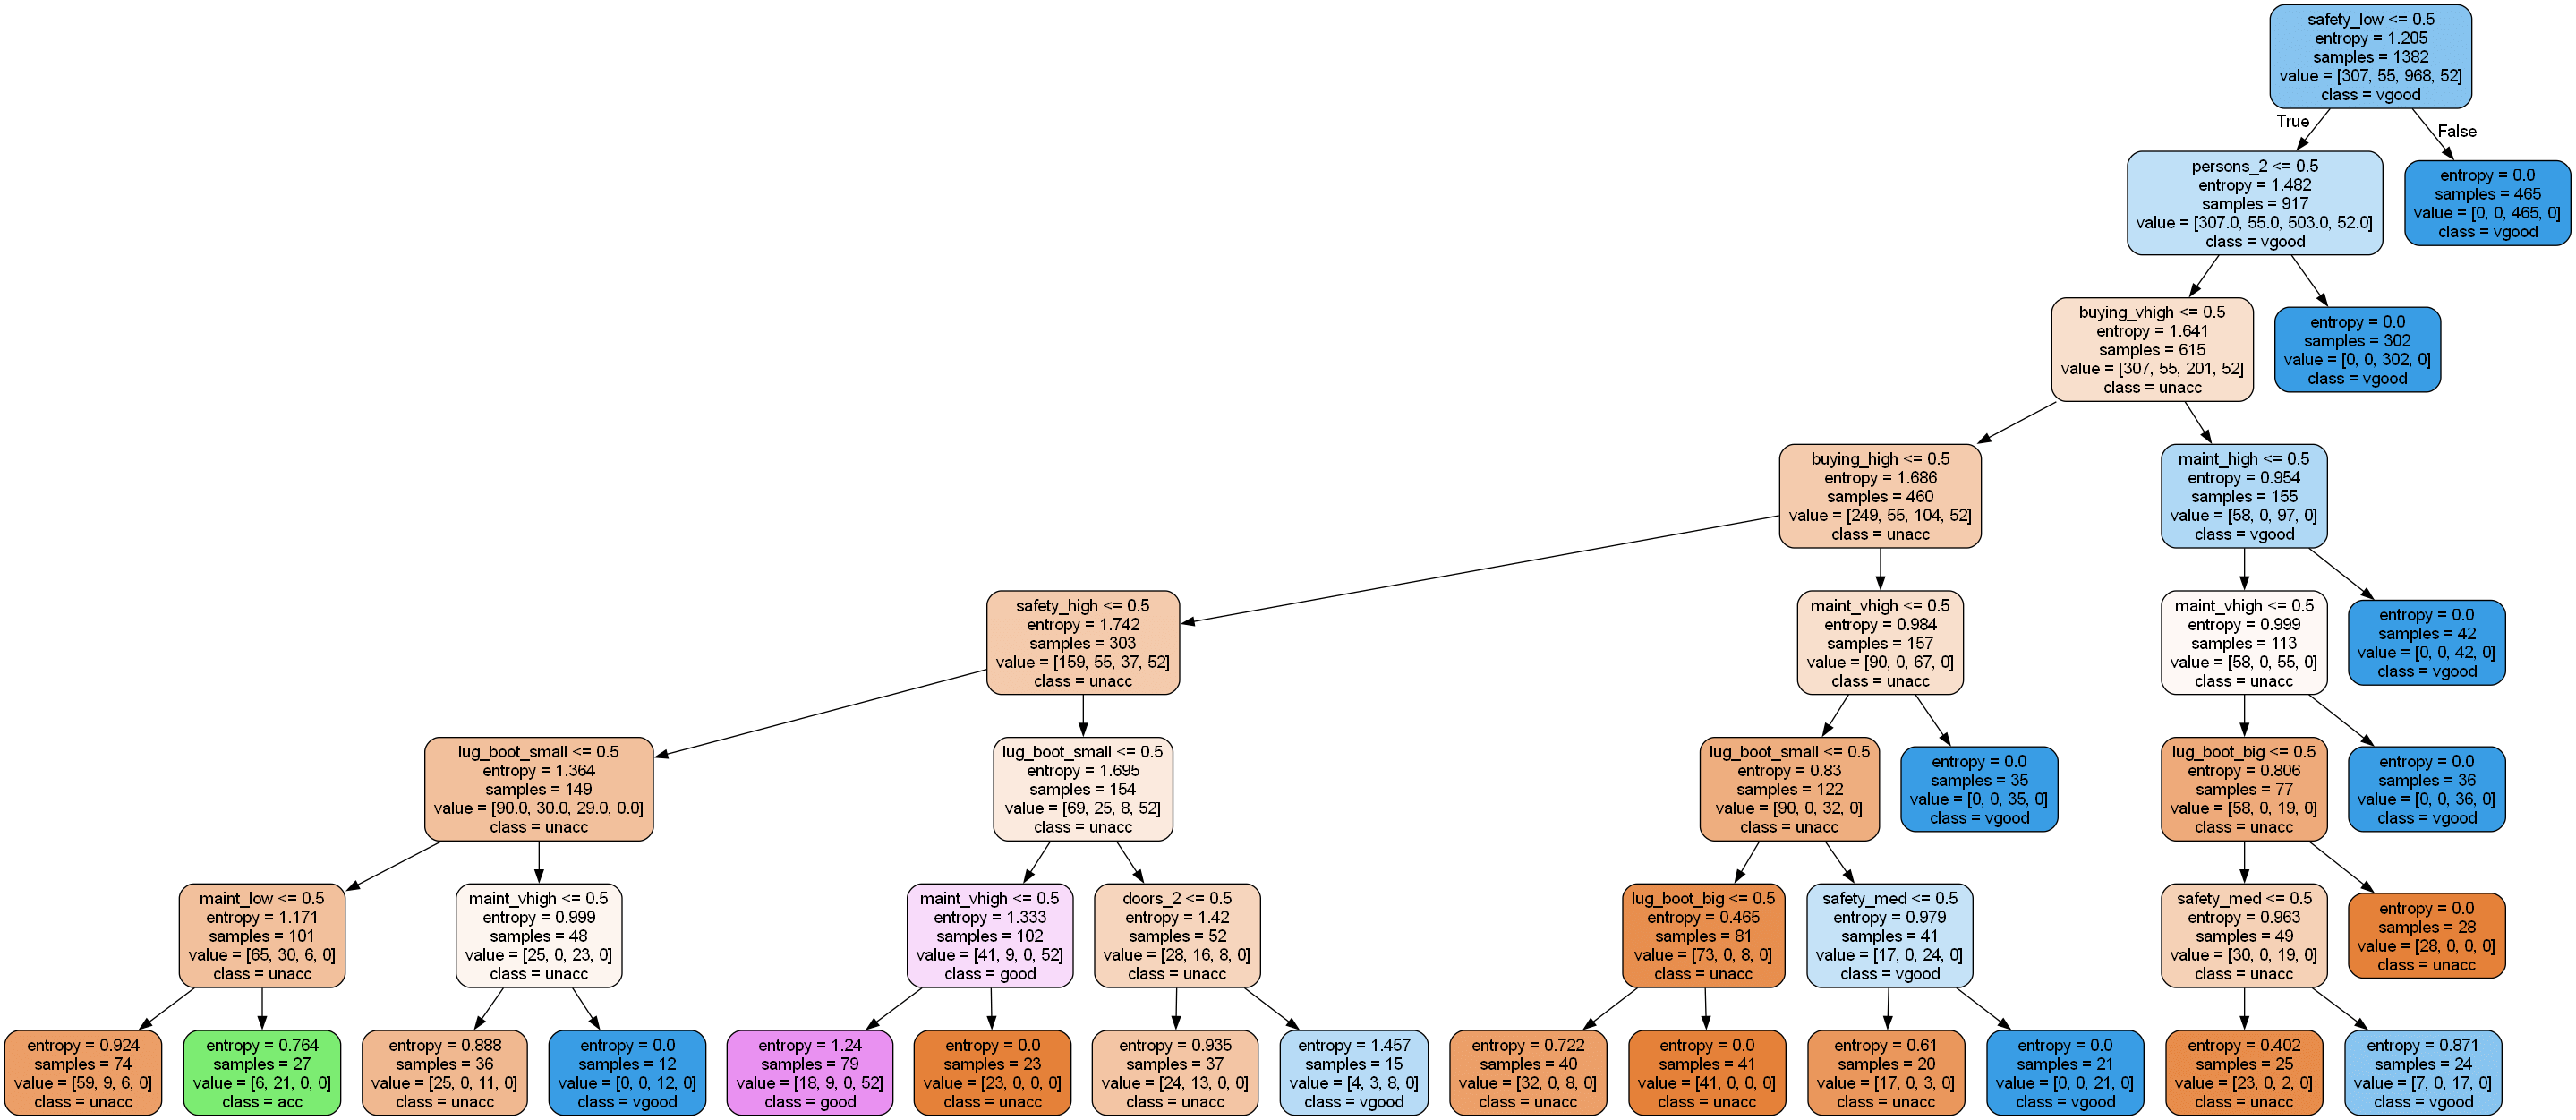 safety_low <= 0.5
entropy = 1.205
samples = 1382
value = [307, 55, 968, 52]
class = vgood
True
False
persons_2 <= 0.5
entropy = 1.482
samples = 917
value = [307.0, 55.0, 503.0, 52.0]
class = vgood
entropy = 0.0
samples = 465
value = [0, 0, 465, 0]
class = vgood
buying_vhigh <= 0.5
entropy = 1.641
samples = 615
value = [307, 55, 201, 52]
class = unacc
entropy = 0.0
samples = 302
value = [0, 0, 302, 0]
class = vgood
buying_high <= 0.5
entropy = 1.686
samples = 460
value = [249, 55, 104, 52]
class = unacc
maint_high <= 0.5
entropy = 0.954
samples = 155
value = [58, 0, 97, 0]
class = vgood
safety_high <= 0.5
entropy = 1.742
samples = 303
value = [159, 55, 37, 52]
class = unacc
maint_vhigh <= 0.5
entropy = 0.984
samples = 157
value = [90, 0, 67, 0]
class = unacc
maint_vhigh <= 0.5
entropy = 0.999
samples = 113
value = [58, 0, 55, 0]
class = unacc
entropy = 0.0
samples = 42
value = [0, 0, 42, 0]
class = vgood
lug_boot_small <= 0.5
entropy = 1.364
samples = 149
value = [90.0, 30.0, 29.0, 0.0]
class = unacc
lug_boot_small <= 0.5
entropy = 1.695
samples = 154
value = [69, 25, 8, 52]
class = unacc
lug_boot_small <= 0.5
entropy = 0.83
samples = 122
value = [90, 0, 32, 0]
class = unacc
entropy = 0.0
samples = 35
value = [0, 0, 35, 0]
class = vgood
lug_boot_big <= 0.5
entropy = 0.806
samples = 77
value = [58, 0, 19, 0]
class = unacc
entropy = 0.0
samples = 36
value = [0, 0, 36, 0]
class = vgood
maint_low <= 0.5
entropy = 1.171
samples = 101
value = [65, 30, 6, 0]
class = unacc
maint_vhigh <= 0.5
entropy = 0.999
samples = 48
value = [25, 0, 23, 0]
class = unacc
maint_vhigh <= 0.5
entropy = 1.333
samples = 102
value = [41, 9, 0, 52]
class = good
doors_2 <= 0.5
entropy = 1.42
samples = 52
value = [28, 16, 8, 0]
class = unacc
lug_boot_big <= 0.5
entropy = 0.465
samples = 81
value = [73, 0, 8, 0]
class = unacc
safety_med <= 0.5
entropy = 0.979
samples = 41
value = [17, 0, 24, 0]
class = vgood
safety_med <= 0.5
entropy = 0.963
samples = 49
value = [30, 0, 19, 0]
class = unacc
entropy = 0.0
samples = 28
value = [28, 0, 0, 0]
class = unacc
entropy = 0.924
samples = 74
value = [59, 9, 6, 0]
class = unacc
entropy = 0.764
samples = 27
value = [6, 21, 0, 0]
class = acc
entropy = 0.888
samples = 36
value = [25, 0, 11, 0]
class = unacc
entropy = 0.0
samples = 12
value = [0, 0, 12, 0]
class = vgood
entropy = 1.24
samples = 79
value = [18, 9, 0, 52]
class = good
entropy = 0.0
samples = 23
value = [23, 0, 0, 0]
class = unacc
entropy = 0.935
samples = 37
value = [24, 13, 0, 0]
class = unacc
entropy = 1.457
samples = 15
value = [4, 3, 8, 0]
class = vgood
entropy = 0.722
samples = 40
value = [32, 0, 8, 0]
class = unacc
entropy = 0.0
samples = 41
value = [41, 0, 0, 0]
class = unacc
entropy = 0.61
samples = 20
value = [17, 0, 3, 0]
class = unacc
entropy = 0.0
samples = 21
value = [0, 0, 21, 0]
class = vgood
entropy = 0.402
samples = 25
value = [23, 0, 2, 0]
class = unacc
entropy = 0.871
samples = 24
value = [7, 0, 17, 0]
class = vgood